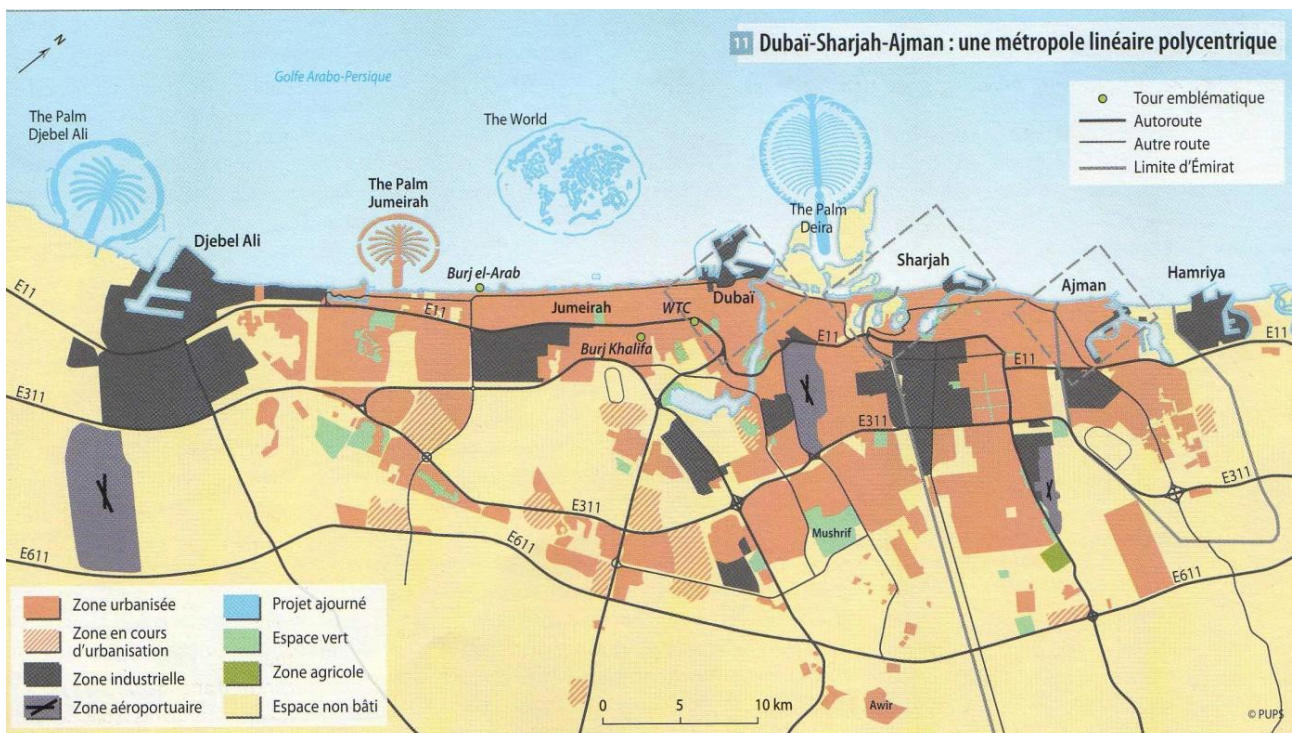 11 Dubaï-Sharjah-Ajman : une métropole linéaire polycentrique
N
Golfe Arabo-Persique
Tour emblématique
Autoroute
Autre route
Limite d'Émirat
The Palm
Djebel Ali
The World
The Palm
Jumeirah
The Palm
Deira
Djebel Ali
Burj el-Arab
Sharjah
Ajman
Hamriya
E11
E11
Jumeirah
WTC
Dubaï
Burj Khalifa
E11
E11
E11
E311
E311
E311
E311
E611
E611
E611
Mushrif
Awir
Zone urbanisée
Zone en cours
d'urbanisation
Zone industrielle
Zone aéroportuaire
Projet ajourné
Espace vert
Zone agricole
Espace non bâti
0 5 10 km
© PUPS